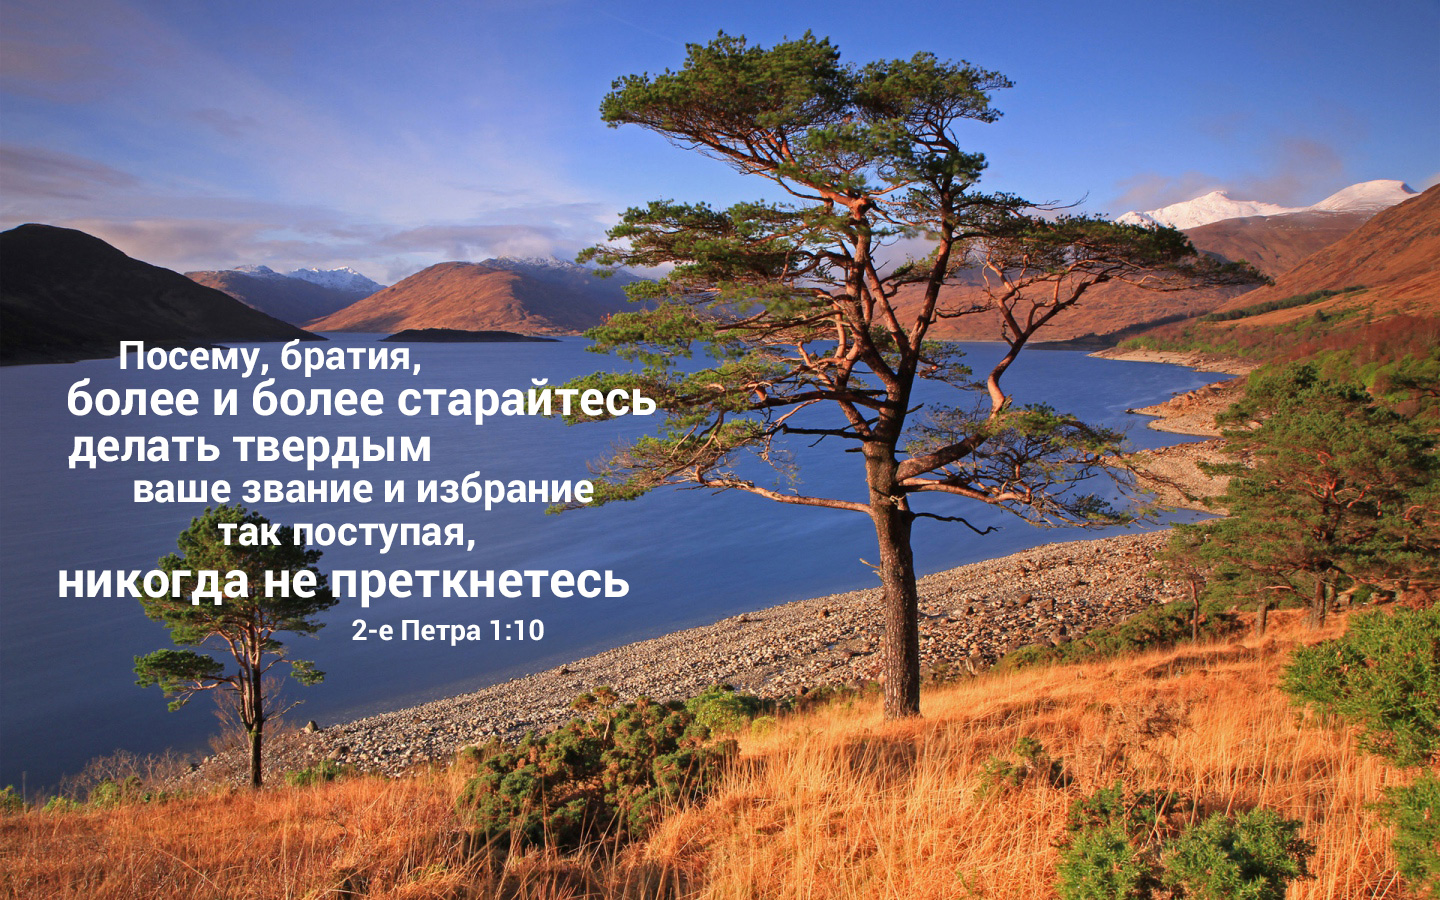 Посему, братия,
более и более старайтесь
делать твердым
ваше звание и избрание
так поступая,
никогда не преткнетесь
2-е Петра 1:10